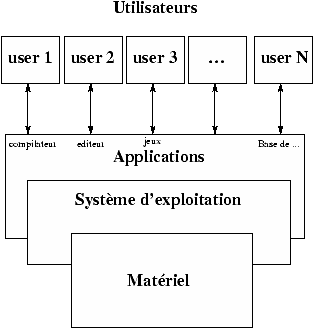 Utilisateurs
user 1 user 2 user 3 ... user N
compilateur editeur jeux Base de ...
Applications
Système d'exploitation
Matériel